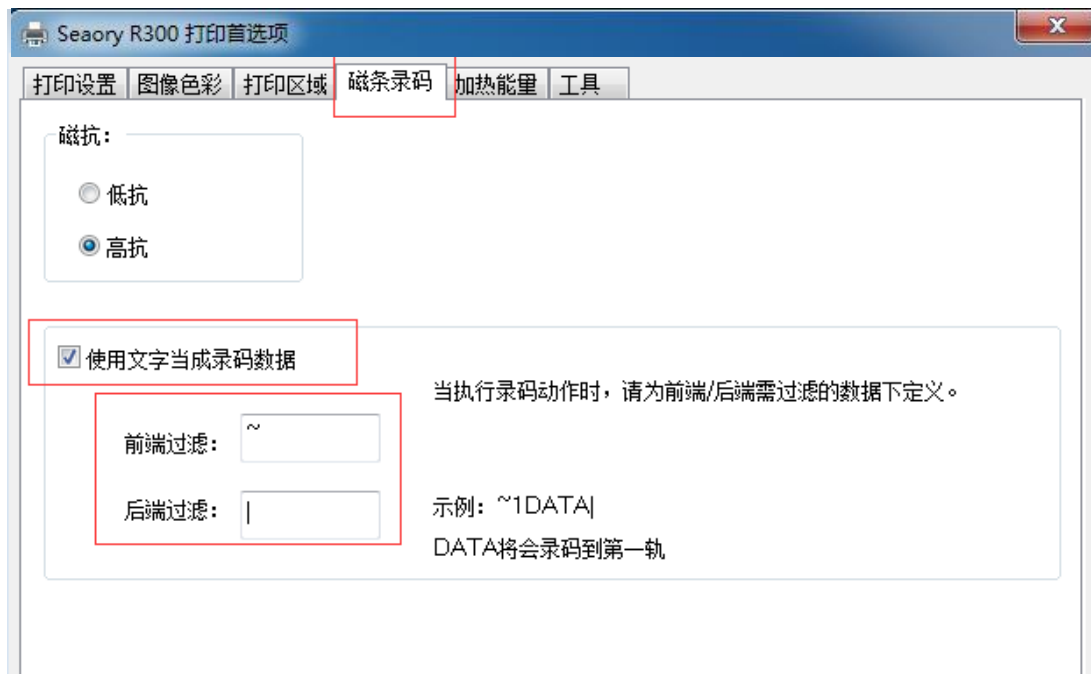 Seaory R300 打印首选项
打印设置 图像色彩 打印区域 磁条录码 加热能量 工具
磁抗：
低抗
高抗
使用文字当成录码数据
当执行录码动作时，请为前端/后端需过滤的数据下定义。
前端过滤： ~
后端过滤： |
示例：~1DATA|
DATA将会录码到第一轨